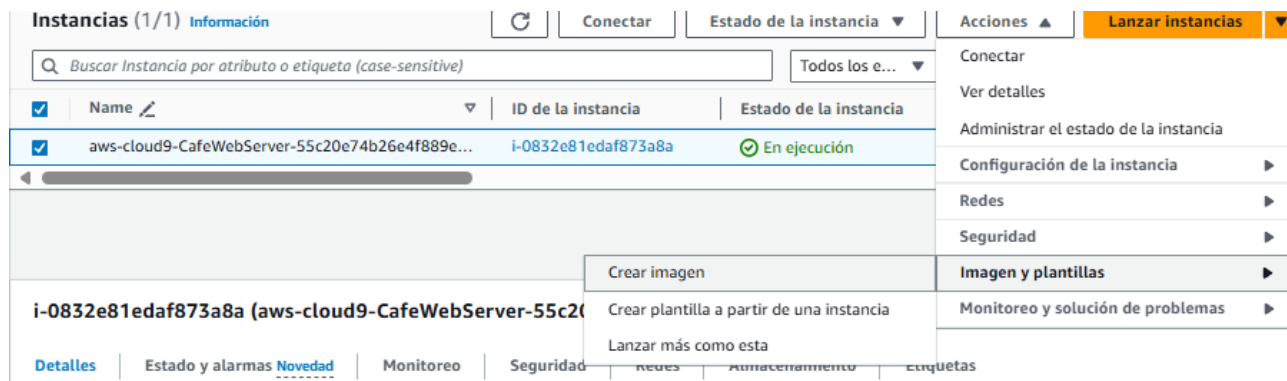 Instancias (1/1) Información Conectar Estado de la instancia Acciones Lanzar instancias
Buscar Instancia por atributo o etiqueta (case-sensitive) Todos los e... Conectar
Ver detalles
Name ID de la instancia Estado de la instancia
Administrar el estado de la instancia
aws-cloud9-CafeWebServer-55c20e74b26e4f889e... i-0832e81edaf873a8a En ejecución
Configuración de la instancia
Redes
Seguridad
Crear imagen Imagen y plantillas
i-0832e81edaf873a8a (aws-cloud9-CafeWebServer-55c20 Crear plantilla a partir de una instancia Monitoreo y solución de problemas
Lanzar más como esta
Detalles Estado y alarmas Novedad Monitoreo Seguridad Redes Almacenamiento Etiquetas